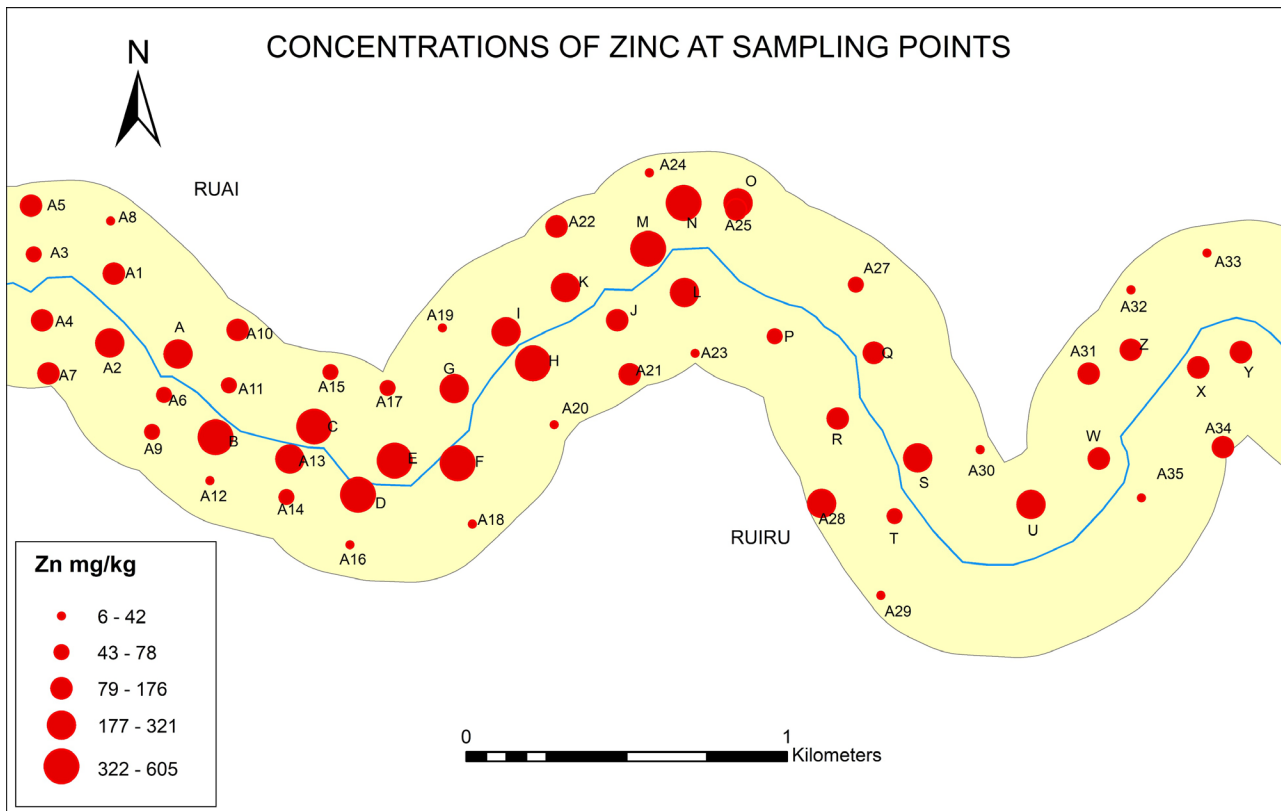 CONCENTRATIONS OF ZINC AT SAMPLING POINTS
N
RUAI
A24
O
A5
A8
A22
N
A25
M
A3
A33
A1
A27
K
L
A32
A4
A10
A19
I
J
P
Z
A
A2
H
A23
Q
Y
A31
X
A7
A15
G
A21
A6
A11
A17
C
A20
R
A34
A9
B
W
A13
E
F
S
A30
A12
A14
D
A35
A28
A18
T
U
RUIRU
A16
A29
Zn mg/kg
6 - 42
43 - 78
79 - 176
177 - 321
322 - 605
0 1
Kilometers